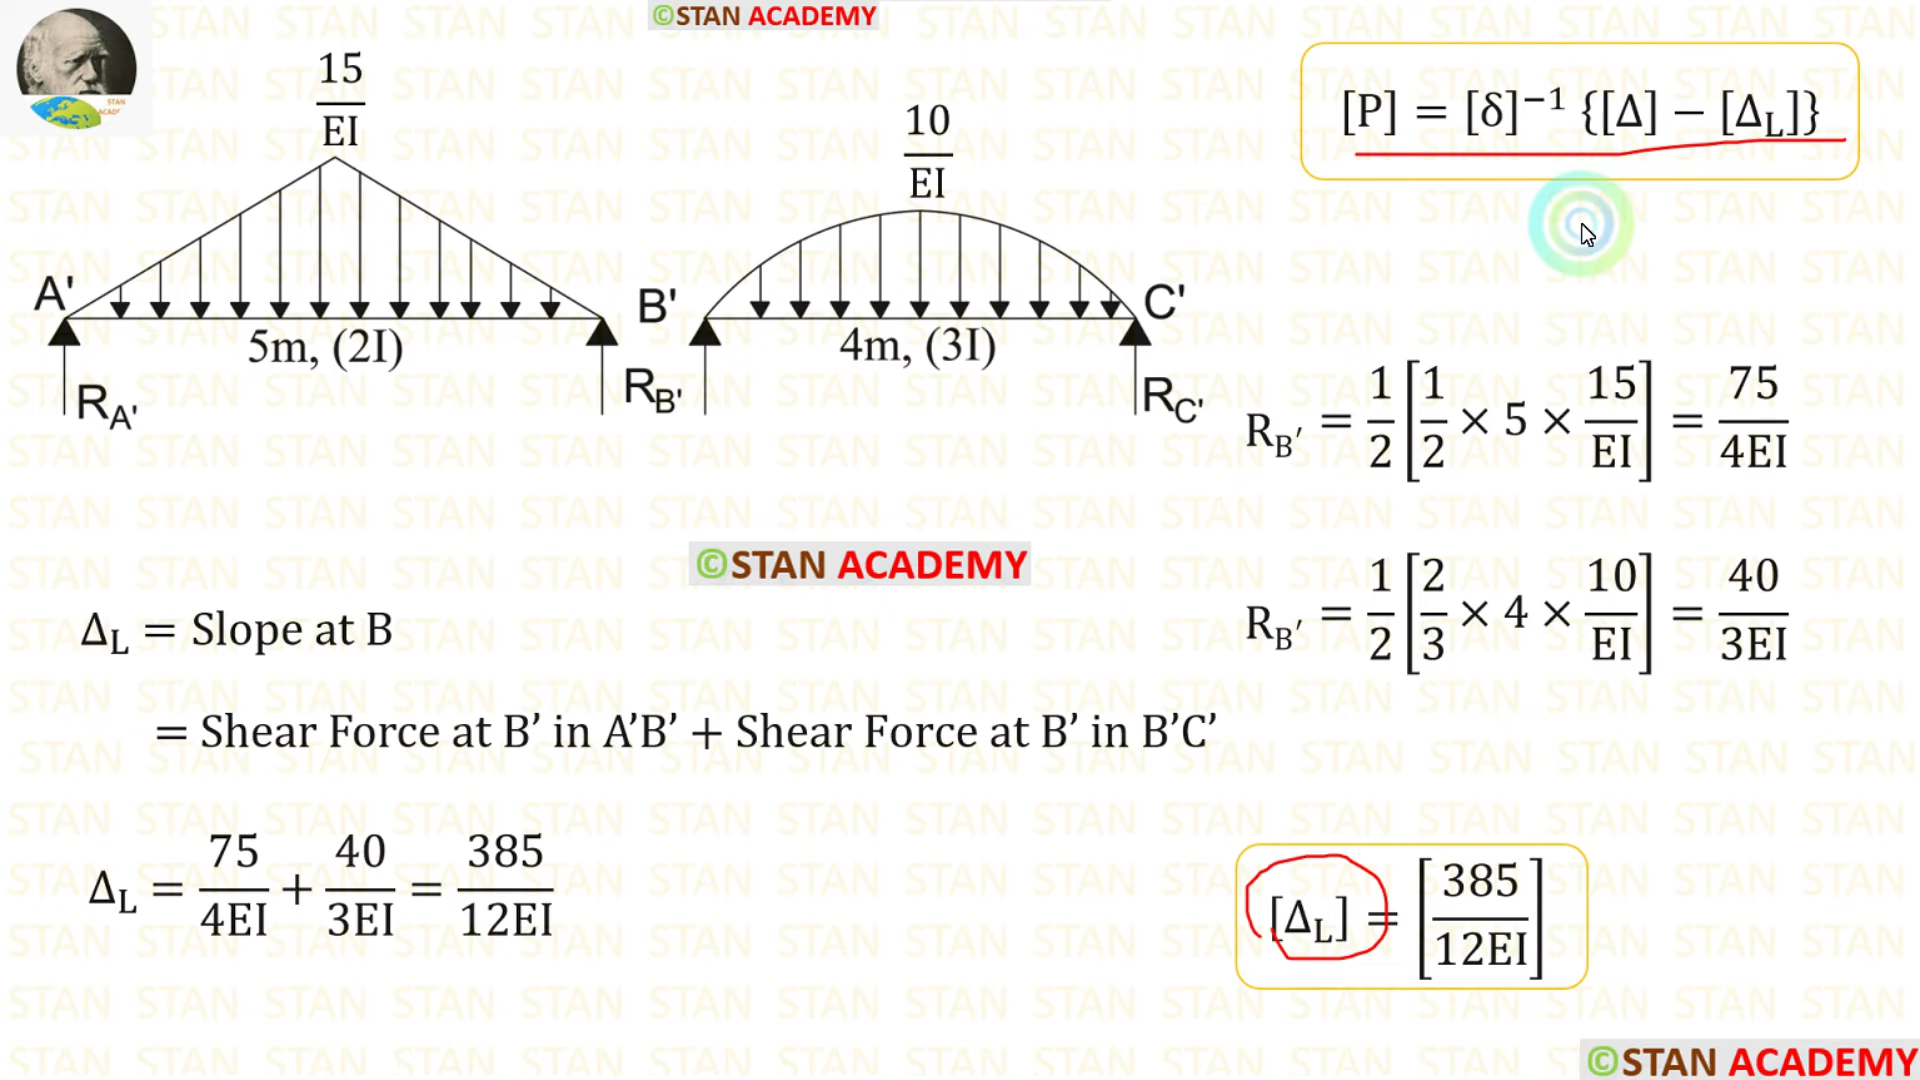 ©STAN ACADEMY
STAN
ACADEMY
15
EI
10
EI
[P] = [δ]⁻¹ {[Δ] − [Δ_L]}
A'
B'
C'
5m, (2I)
4m, (3I)
R_A'
R_B'
R_C'
R_B′ = 1/2 [1/2 × 5 × 15/EI] = 75/4EI
©STAN ACADEMY
R_B′ = 1/2 [2/3 × 4 × 10/EI] = 40/3EI
Δ_L = Slope at B
= Shear Force at B’ in A’B’ + Shear Force at B’ in B’C’
Δ_L = 75/4EI + 40/3EI = 385/12EI
[Δ_L] = [385/12EI]
©STAN ACADEMY